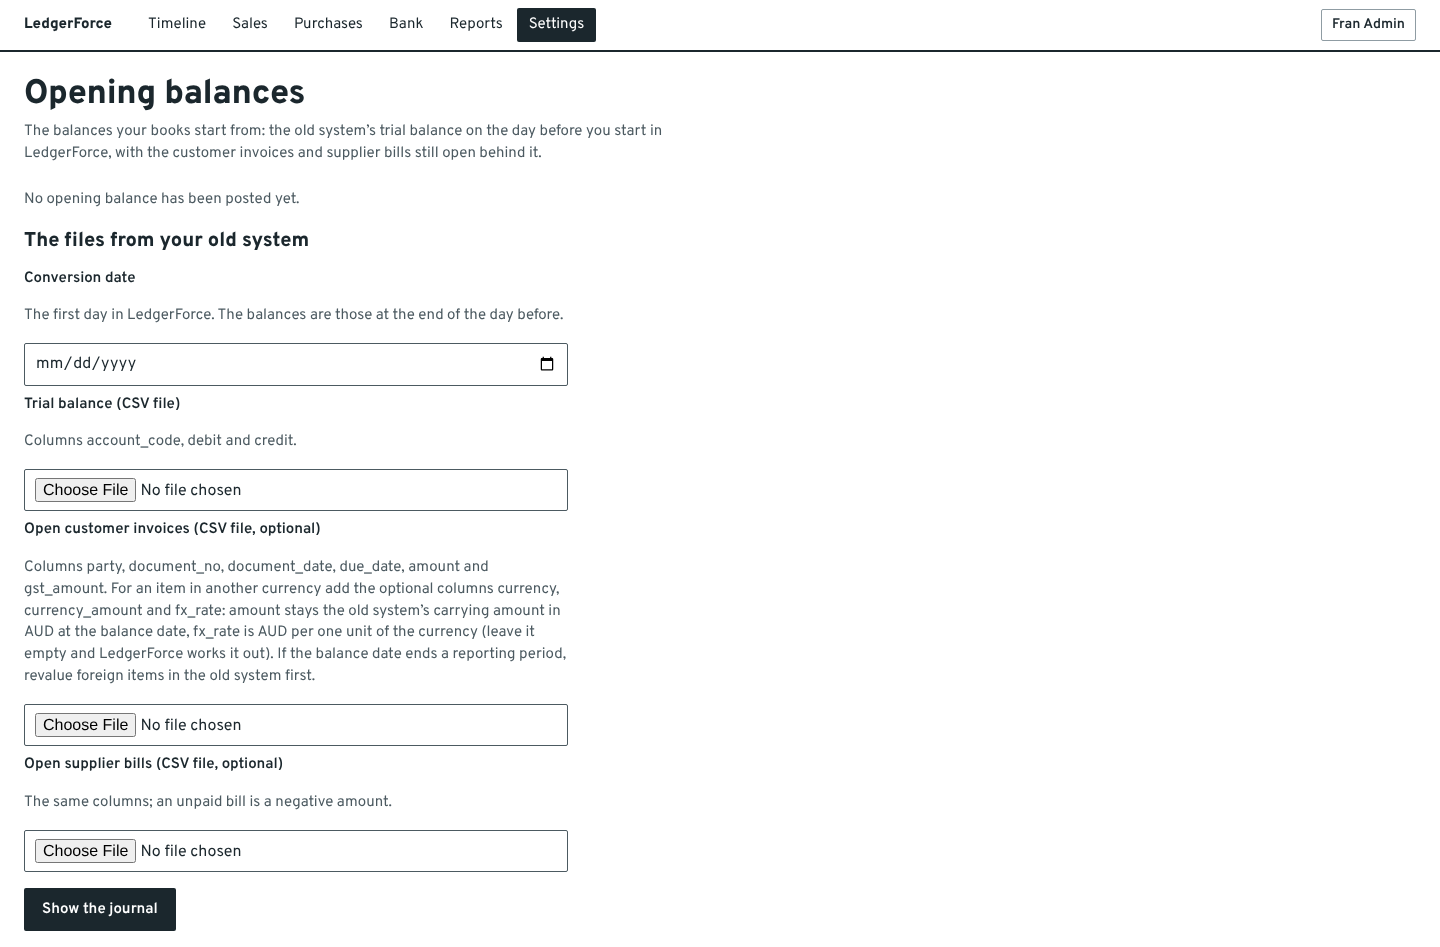 LedgerForce Timeline Sales Purchases Bank Reports Settings Fran Admin
Opening balances
The balances your books start from: the old system’s trial balance on the day before you start in
LedgerForce, with the customer invoices and supplier bills still open behind it.
No opening balance has been posted yet.
The files from your old system
Conversion date
The first day in LedgerForce. The balances are those at the end of the day before.
mm/dd/yyyy
Trial balance (CSV file)
Columns account_code, debit and credit.
Choose File No file chosen
Open customer invoices (CSV file, optional)
Columns party, document_no, document_date, due_date, amount and
gst_amount. For an item in another currency add the optional columns currency,
currency_amount and fx_rate: amount stays the old system’s carrying amount in
AUD at the balance date, fx_rate is AUD per one unit of the currency (leave it
empty and LedgerForce works it out). If the balance date ends a reporting period,
revalue foreign items in the old system first.
Choose File No file chosen
Open supplier bills (CSV file, optional)
The same columns; an unpaid bill is a negative amount.
Choose File No file chosen
Show the journal